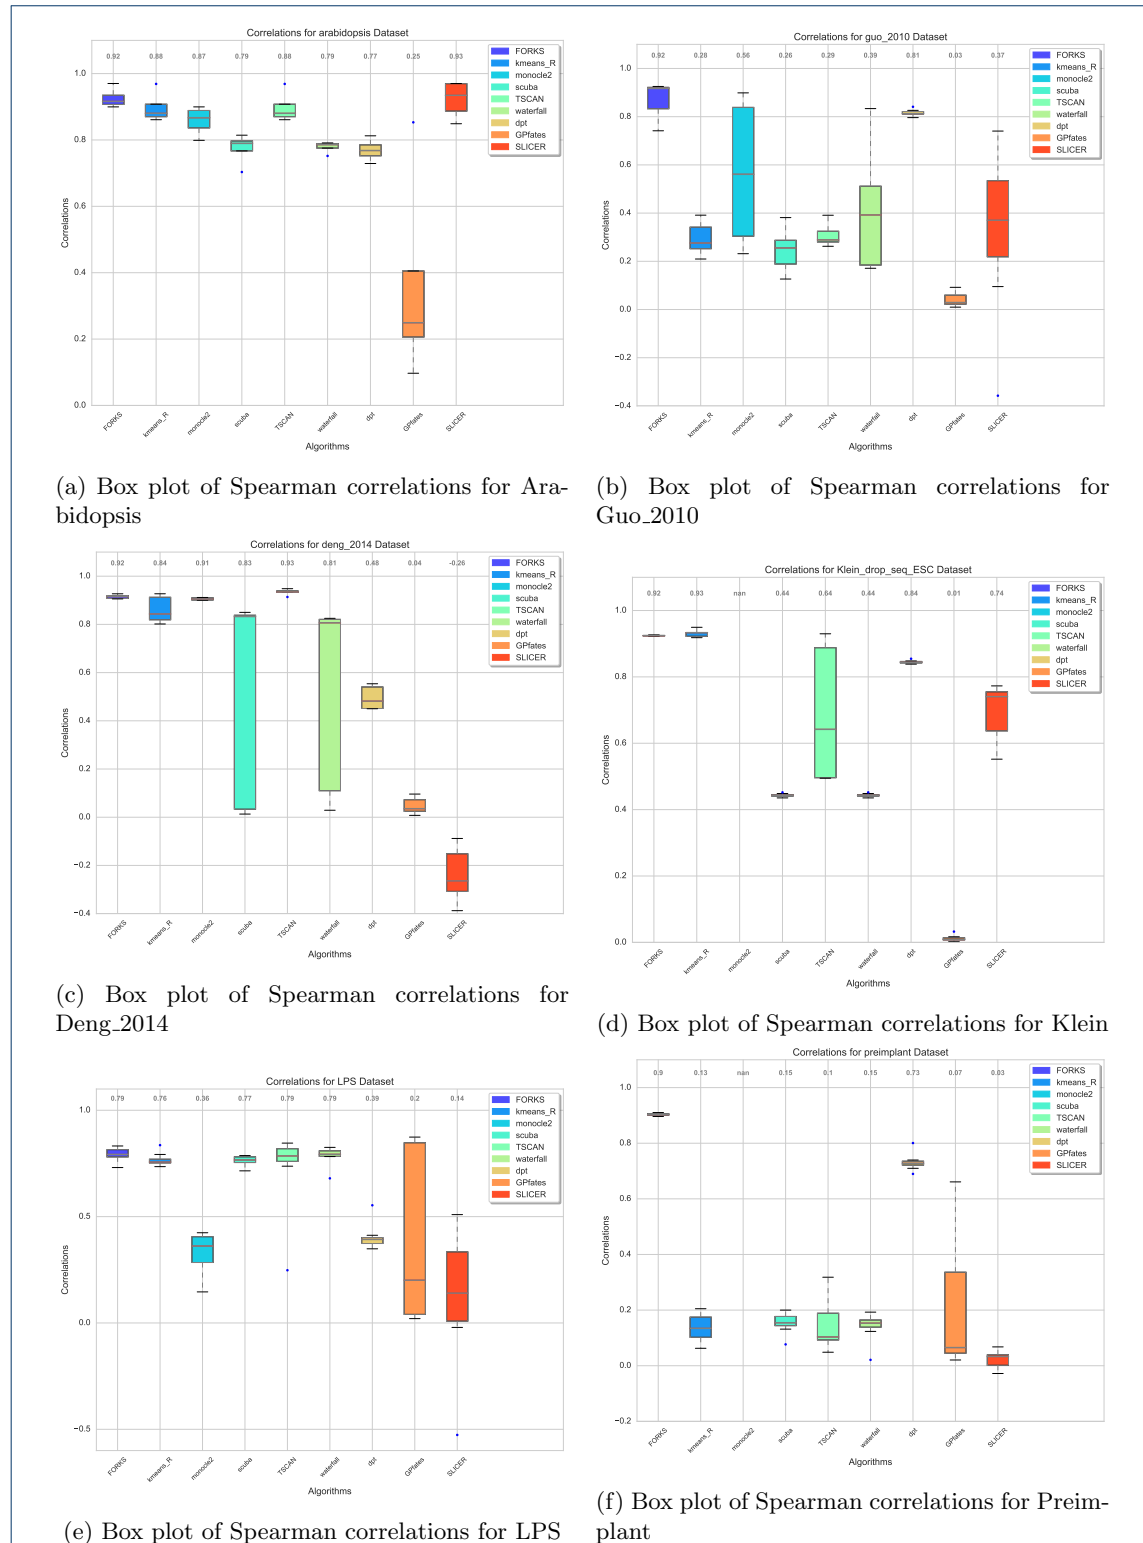 Correlations for arabidopsis Dataset
0.92 0.88 0.87 0.79 0.88 0.79 0.77 0.25 0.93
FORKS
kmeans_R
monocle2
scuba
TSCAN
waterfall
dpt
GPfates
SLICER
1.0
0.8
0.6
0.4
0.2
0.0
Correlations
FORKS kmeans_R monocle2 scuba TSCAN waterfall dpt GPfates SLICER
Algorithms
(a) Box plot of Spearman correlations for Ara-
bidopsis
Correlations for guo_2010 Dataset
0.92 0.28 0.56 0.26 0.29 0.39 0.81 0.03 0.37
FORKS
kmeans_R
monocle2
scuba
TSCAN
waterfall
dpt
GPfates
SLICER
1.0
0.8
0.6
0.4
0.2
0.0
−0.2
−0.4
Correlations
FORKS kmeans_R monocle2 scuba TSCAN waterfall dpt GPfates SLICER
Algorithms
(b) Box plot of Spearman correlations for
Guo_2010
Correlations for deng_2014 Dataset
0.92 0.84 0.91 0.83 0.93 0.81 0.48 0.04 -0.26
FORKS
kmeans_R
monocle2
scuba
TSCAN
waterfall
dpt
GPfates
SLICER
1.0
0.8
0.6
0.4
0.2
0.0
−0.2
−0.4
Correlations
FORKS kmeans_R monocle2 scuba TSCAN waterfall dpt GPfates SLICER
Algorithms
(c) Box plot of Spearman correlations for
Deng_2014
Correlations for Klein_drop_seq_ESC Dataset
0.92 0.93 nan 0.44 0.64 0.44 0.84 0.01 0.74
FORKS
kmeans_R
monocle2
scuba
TSCAN
waterfall
dpt
GPfates
SLICER
1.0
0.8
0.6
0.4
0.2
0.0
Correlations
FORKS kmeans_R monocle2 scuba TSCAN waterfall dpt GPfates SLICER
Algorithms
(d) Box plot of Spearman correlations for Klein
Correlations for LPS Dataset
0.79 0.76 0.36 0.77 0.79 0.79 0.39 0.2 0.14
FORKS
kmeans_R
monocle2
scuba
TSCAN
waterfall
dpt
GPfates
SLICER
1.0
0.5
0.0
−0.5
Correlations
FORKS kmeans_R monocle2 scuba TSCAN waterfall dpt GPfates SLICER
Algorithms
(e) Box plot of Spearman correlations for LPS
Correlations for preimplant Dataset
0.9 0.13 nan 0.15 0.1 0.15 0.73 0.07 0.03
FORKS
kmeans_R
monocle2
scuba
TSCAN
waterfall
dpt
GPfates
SLICER
1.0
0.8
0.6
0.4
0.2
0.0
−0.2
Correlations
FORKS kmeans_R monocle2 scuba TSCAN waterfall dpt GPfates SLICER
Algorithms
(f) Box plot of Spearman correlations for Preim-
plant